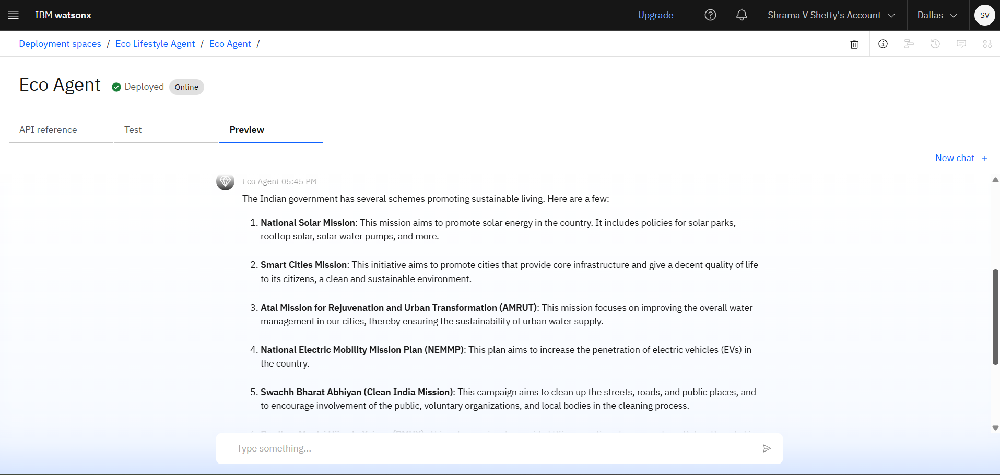 IBM watsonx
Upgrade
Shrama V Shetty's Account
Dallas
SV
Deployment spaces / Eco Lifestyle Agent / Eco Agent /
Eco Agent
Deployed
Online
API reference
Test
Preview
New chat +
Eco Agent 05:45 PM
The Indian government has several schemes promoting sustainable living. Here are a few:
1. National Solar Mission: This mission aims to promote solar energy in the country. It includes policies for solar parks,
rooftop solar, solar water pumps, and more.
2. Smart Cities Mission: This initiative aims to promote cities that provide core infrastructure and give a decent quality of life
to its citizens, a clean and sustainable environment.
3. Atal Mission for Rejuvenation and Urban Transformation (AMRUT): This mission focuses on improving the overall water
management in our cities, thereby ensuring the sustainability of urban water supply.
4. National Electric Mobility Mission Plan (NEMMP): This plan aims to increase the penetration of electric vehicles (EVs) in
the country.
5. Swachh Bharat Abhiyan (Clean India Mission): This campaign aims to clean up the streets, roads, and public places, and
to encourage involvement of the public, voluntary organizations, and local bodies in the cleaning process.
Type something...